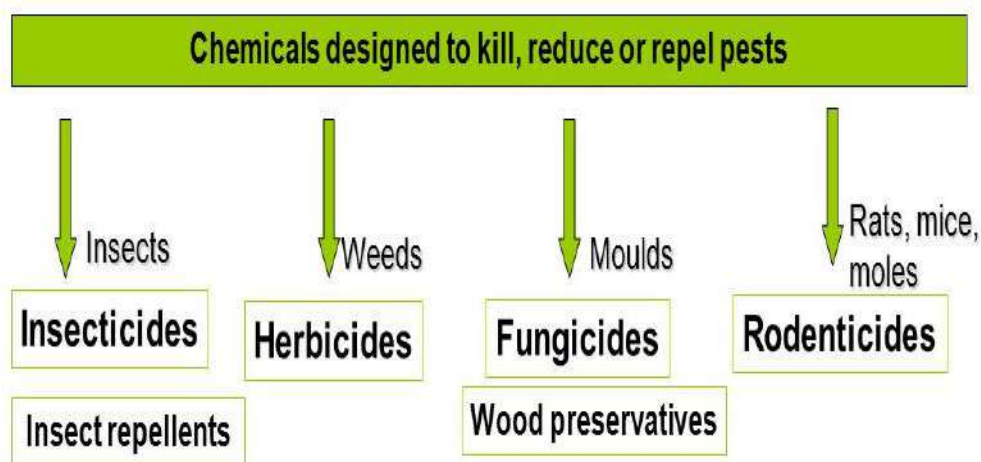 Chemicals designed to kill, reduce or repel pests
Insects
Weeds
Moulds
Rats, mice,
moles
Insecticides
Herbicides
Fungicides
Rodenticides
Insect repellents
Wood preservatives